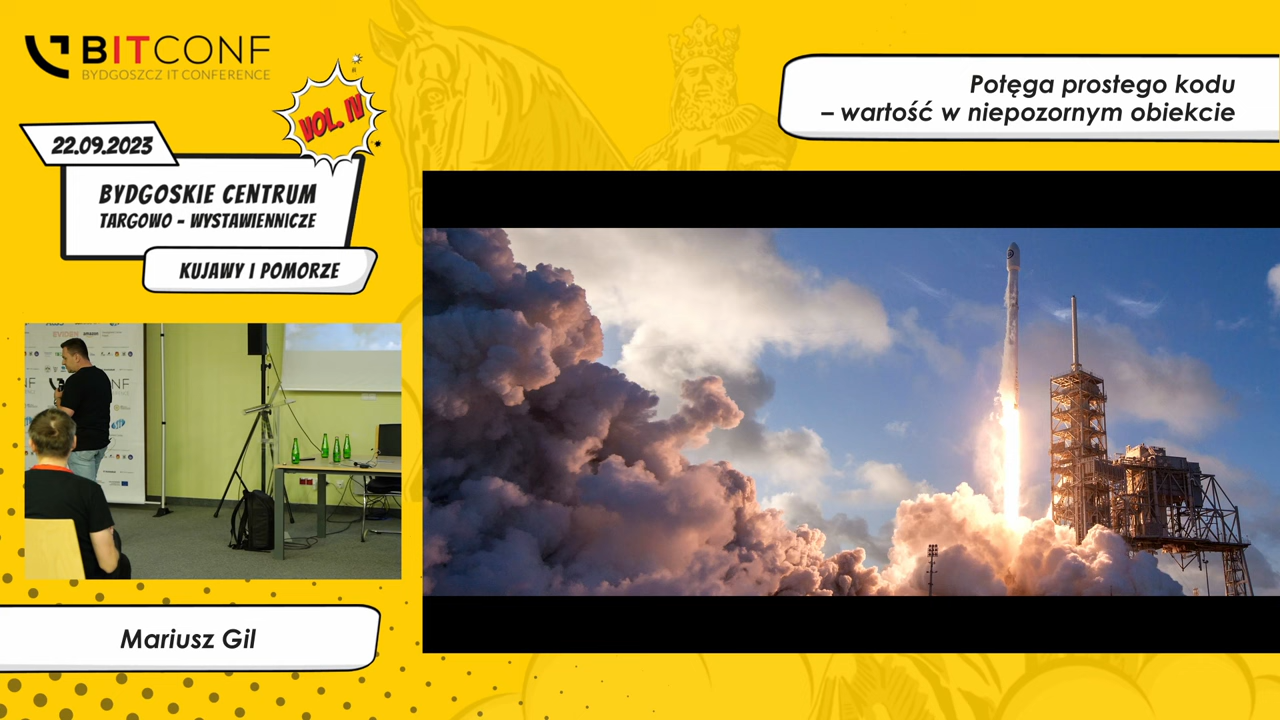 BITCONF
BYDGOSZCZ IT CONFERENCE
VOL. IV
22.09.2023
BYDGOSKIE CENTRUM
TARGOWO - WYSTAWIENNICZE
KUJAWY I POMORZE
Potęga prostego kodu
– wartość w niepozornym obiekcie
Mariusz Gil